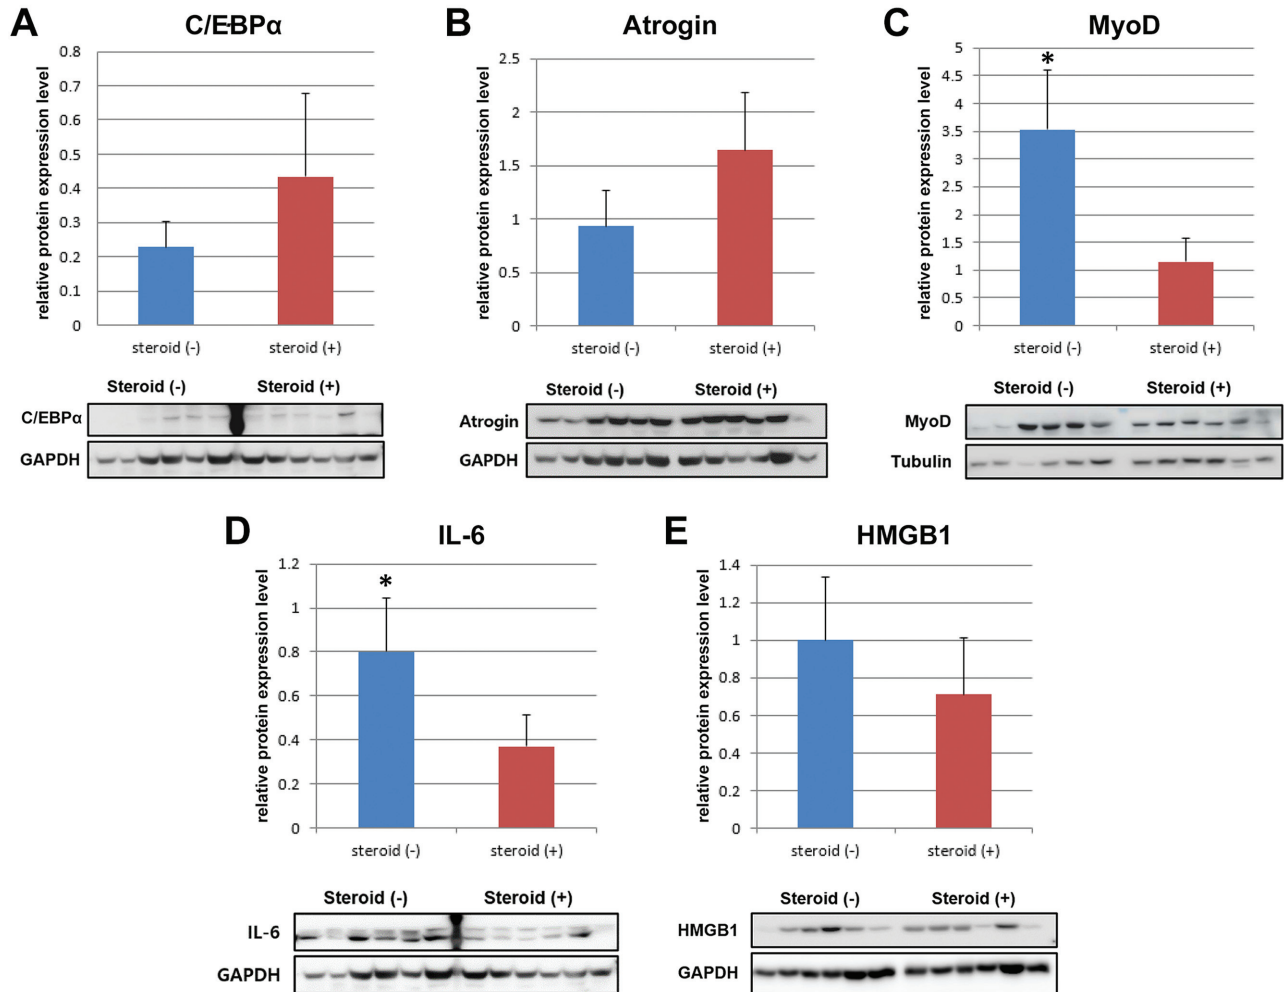 A
C/EBPα
relative protein expression level
0.8
0.7
0.6
0.5
0.4
0.3
0.2
0.1
0
steroid (-)
steroid (+)
Steroid (-)
Steroid (+)
C/EBPα
GAPDH
B
Atrogin
relative protein expression level
2.5
2
1.5
1
0.5
0
steroid (-)
steroid (+)
Steroid (-)
Steroid (+)
Atrogin
GAPDH
C
MyoD
relative protein expression level
5
4.5
4
3.5
3
2.5
2
1.5
1
0.5
0
*
steroid (-)
steroid (+)
Steroid (-)
Steroid (+)
MyoD
Tubulin
D
IL-6
relative protein expression level
1.2
1
0.8
0.6
0.4
0.2
0
*
steroid (-)
steroid (+)
Steroid (-)
Steroid (+)
IL-6
GAPDH
E
HMGB1
relative protein expression level
1.4
1.2
1
0.8
0.6
0.4
0.2
0
steroid (-)
steroid (+)
Steroid (-)
Steroid (+)
HMGB1
GAPDH